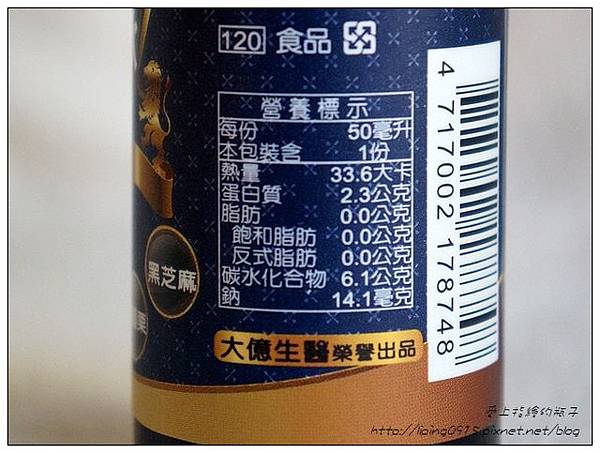 120 食品
營養標示
每份 50毫升
本包裝含 1份
熱量 33.6大卡
蛋白質 2.3公克
脂肪 0.0公克
飽和脂肪 0.0公克
反式脂肪 0.0公克
碳水化合物 6.1公克
鈉 14.1毫克
黑芝麻
大億生醫榮譽出品
4 717002 178748
愛上指繪的瓶子
http://liping0915.pixnet.net/blog